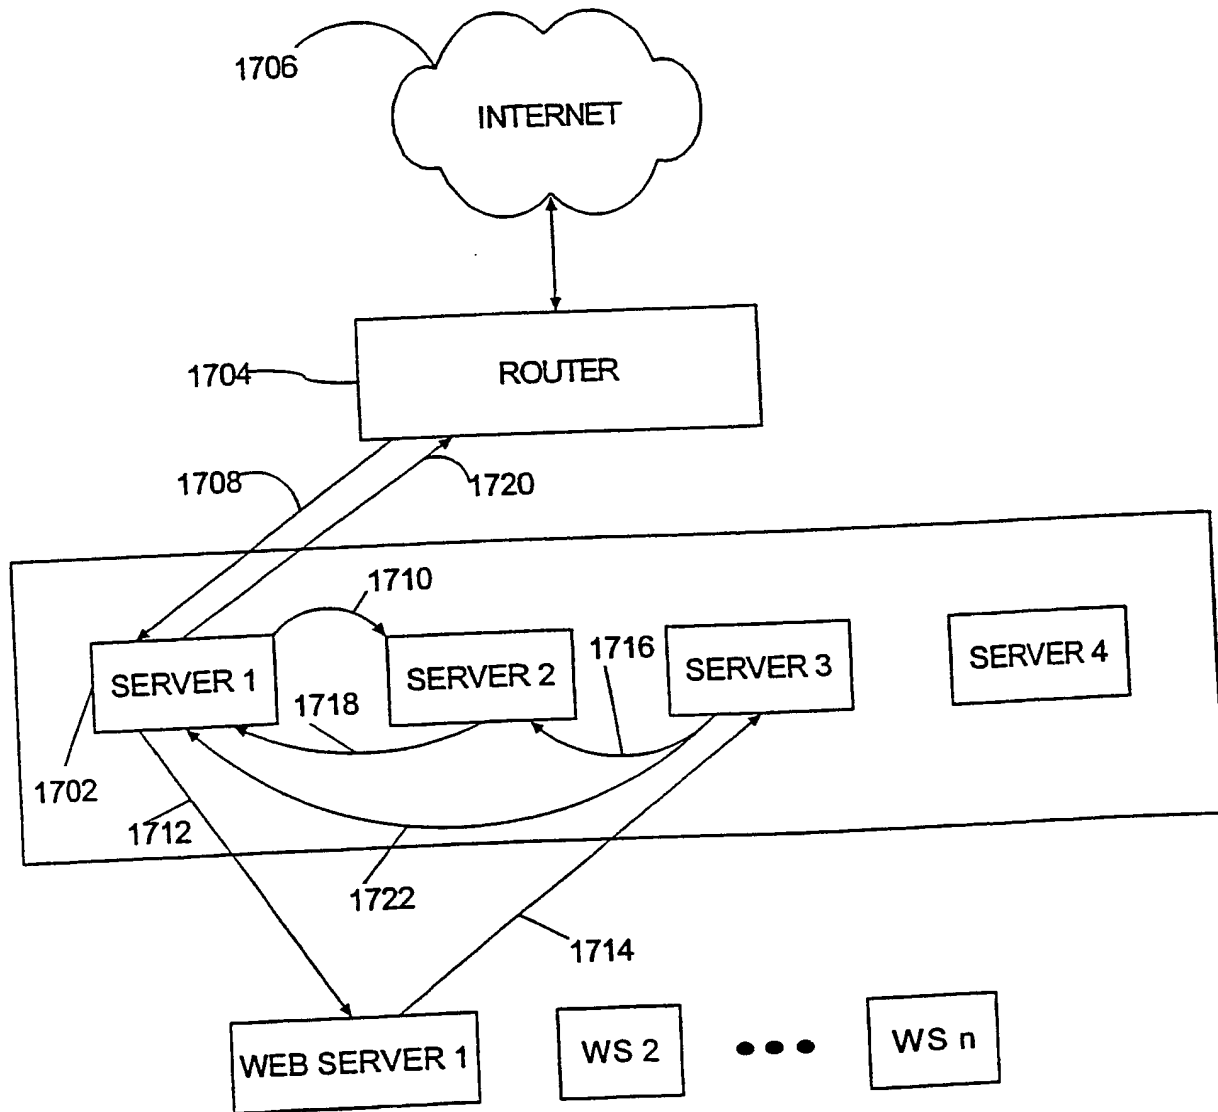 1706
INTERNET
1704
ROUTER
1708
1720
1710
SERVER 1
SERVER 2
1716
SERVER 3
SERVER 4
1718
1702
1712
1722
1714
WEB SERVER 1
WS 2
WS n